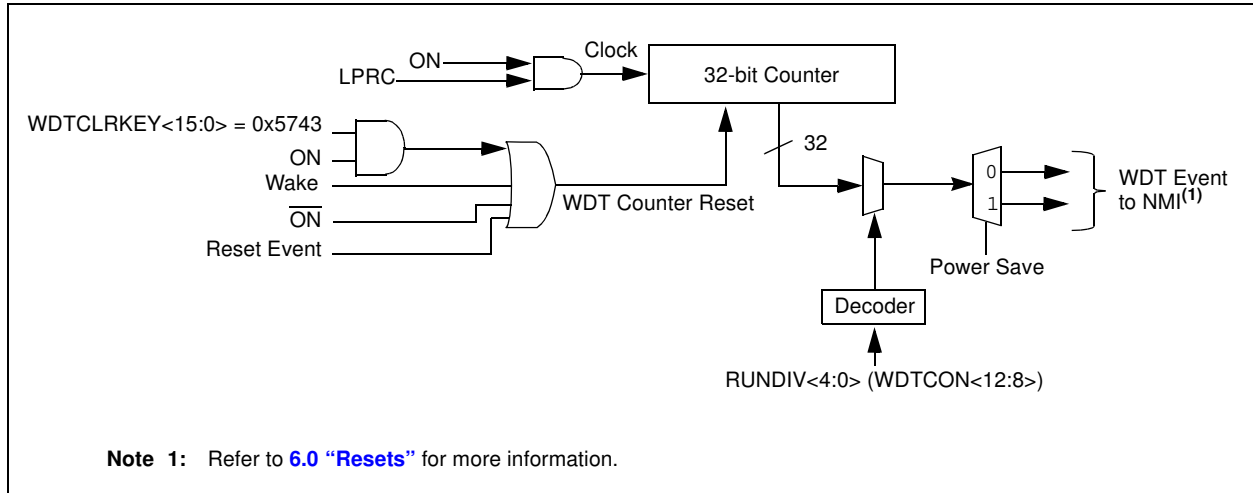 ON
LPRC
Clock
32-bit Counter
WDTCLRKEY<15:0> = 0x5743
ON
Wake
O̅N̅
Reset Event
WDT Counter Reset
32
0
1
WDT Event
to NMI(1)
Power Save
Decoder
RUNDIV<4:0> (WDTCON<12:8>)
Note 1: Refer to 6.0 “Resets” for more information.